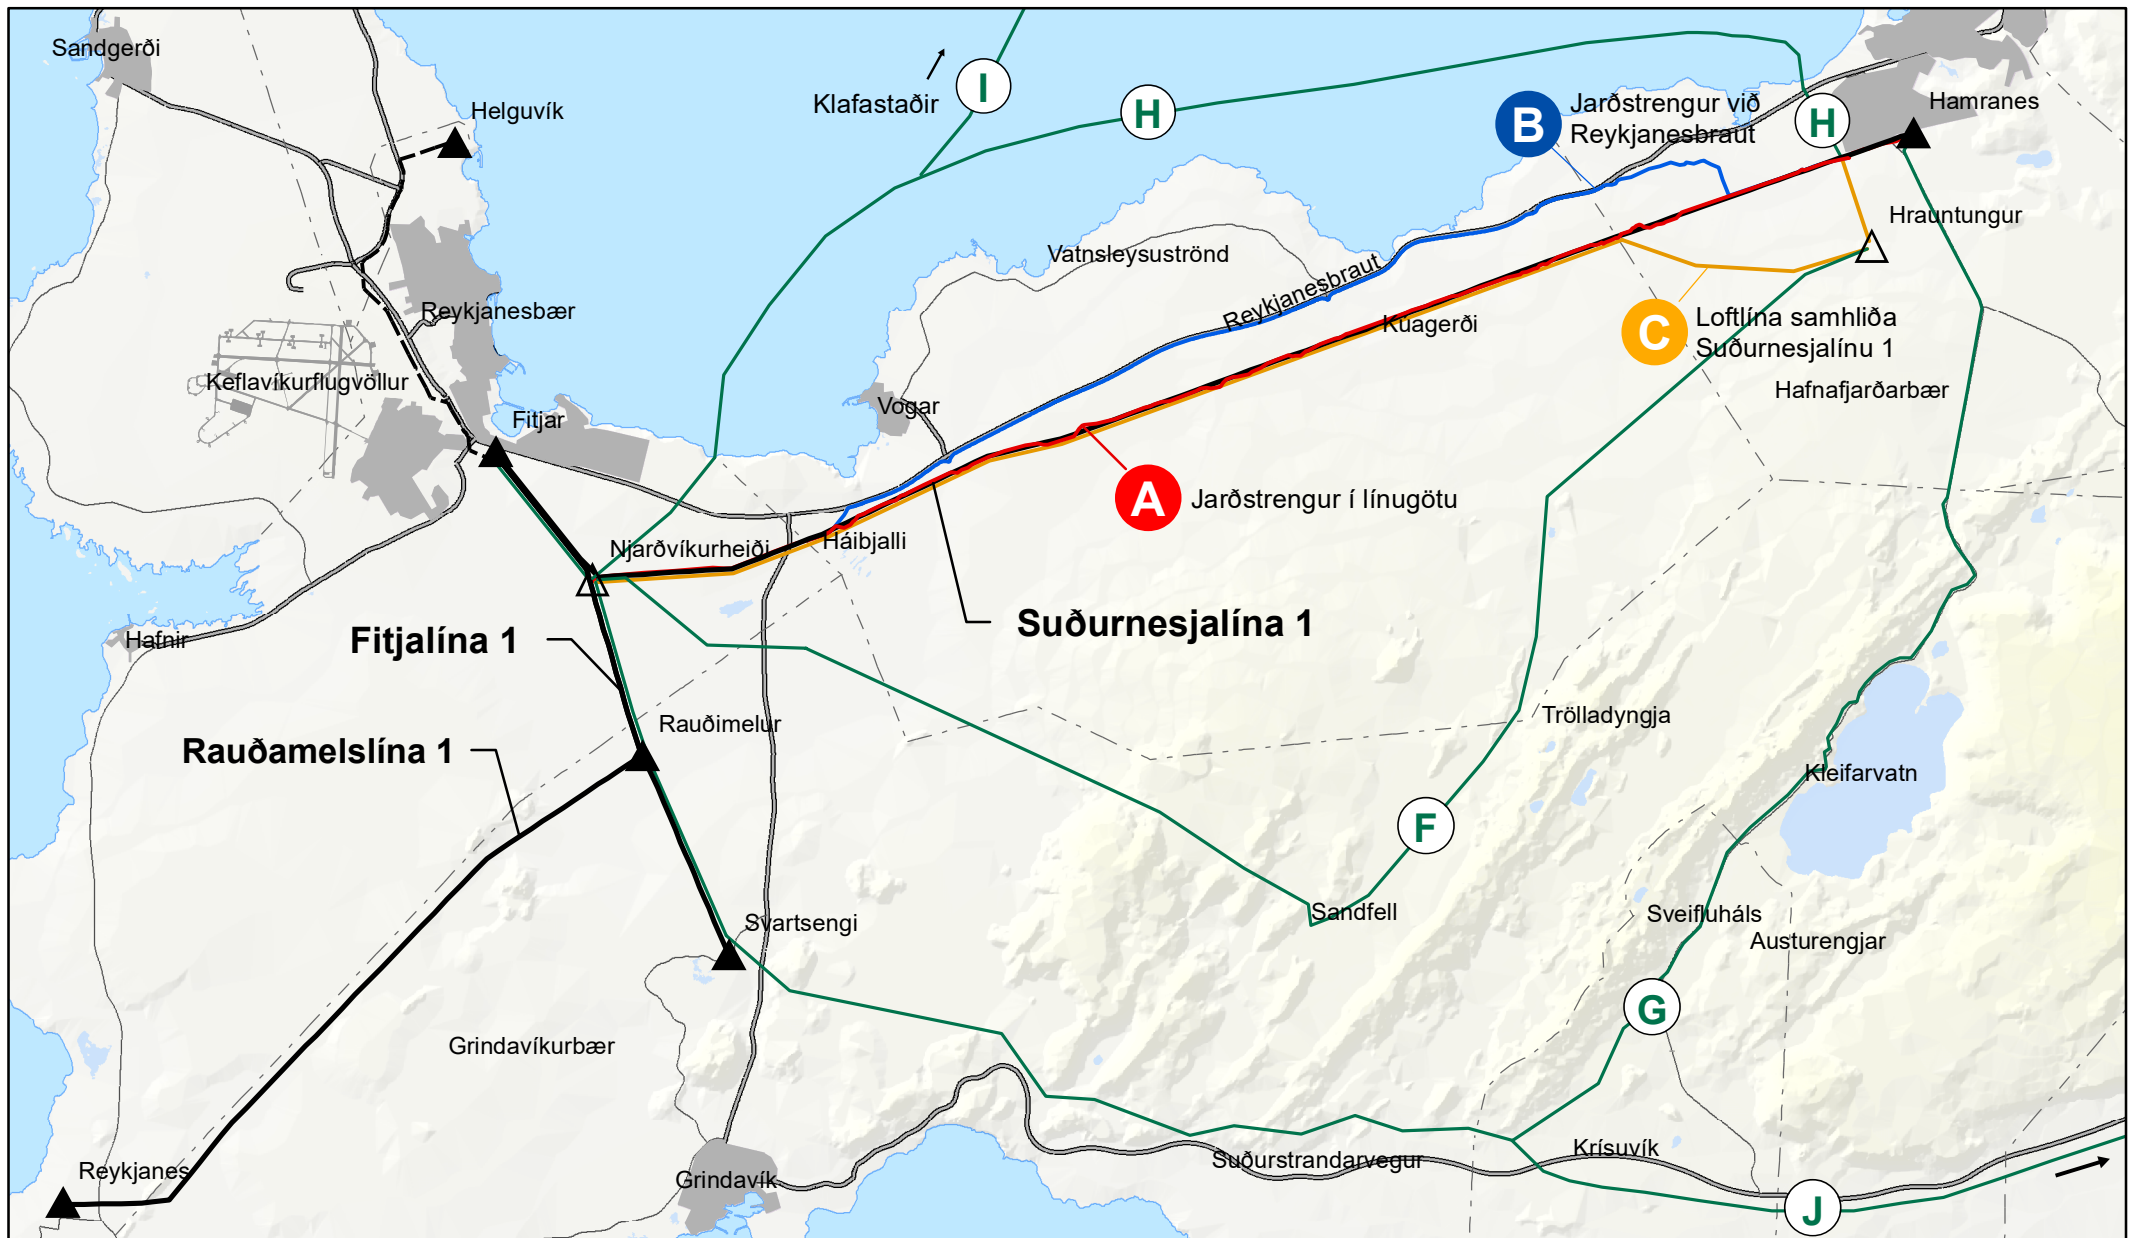 Sandgerði
Helguvík
Klafastaðir
I
H
B
Jarðstrengur við
Reykjanesbraut
H
Hamranes
Hrauntungur
Vatnsleysuströnd
Reykjanesbraut
Reykjanesbær
Kúagerði
C
Loftlína samhliða
Suðurnesjalínu 1
Keflavíkurflugvöllur
Hafnafjarðarbær
Fitjar
Vogar
A
Jarðstrengur í línugötu
Njarðvíkurheiði
Háibjalli
Hafnir
Fitjalína 1
Suðurnesjalína 1
Rauðimelur
Trölladyngja
Rauðamelslína 1
Kleifarvatn
F
Svartsengi
Sandfell
Sveifluháls
Austurengjar
G
Grindavíkurbær
Krísuvík
Suðurstrandarvegur
Reykjanes
Grindavík
J